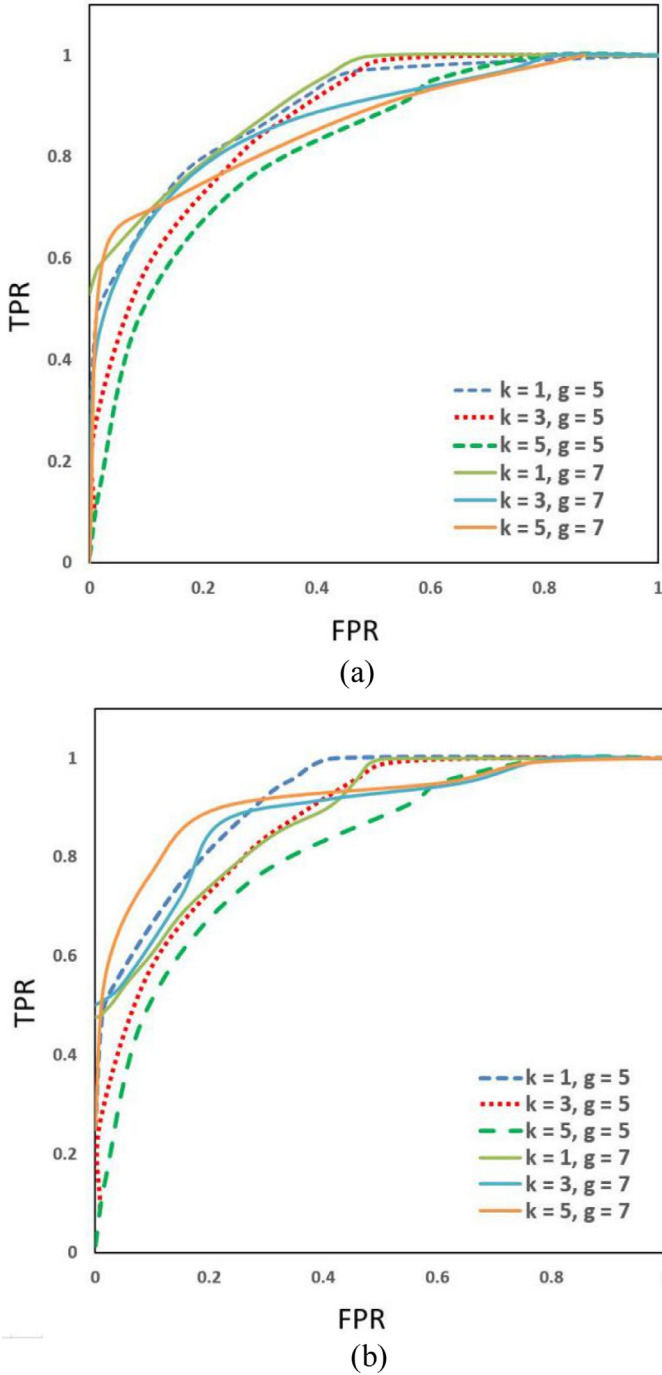 1
0.8
0.6
0.4
0.2
0
TPR
k = 1, g = 5
k = 3, g = 5
k = 5, g = 5
k = 1, g = 7
k = 3, g = 7
k = 5, g = 7
0 0.2 0.4 0.6 0.8 1
FPR
(a)
1
0.8
0.6
0.4
0.2
0
TPR
k = 1, g = 5
k = 3, g = 5
k = 5, g = 5
k = 1, g = 7
k = 3, g = 7
k = 5, g = 7
0 0.2 0.4 0.6 0.8
FPR
(b)